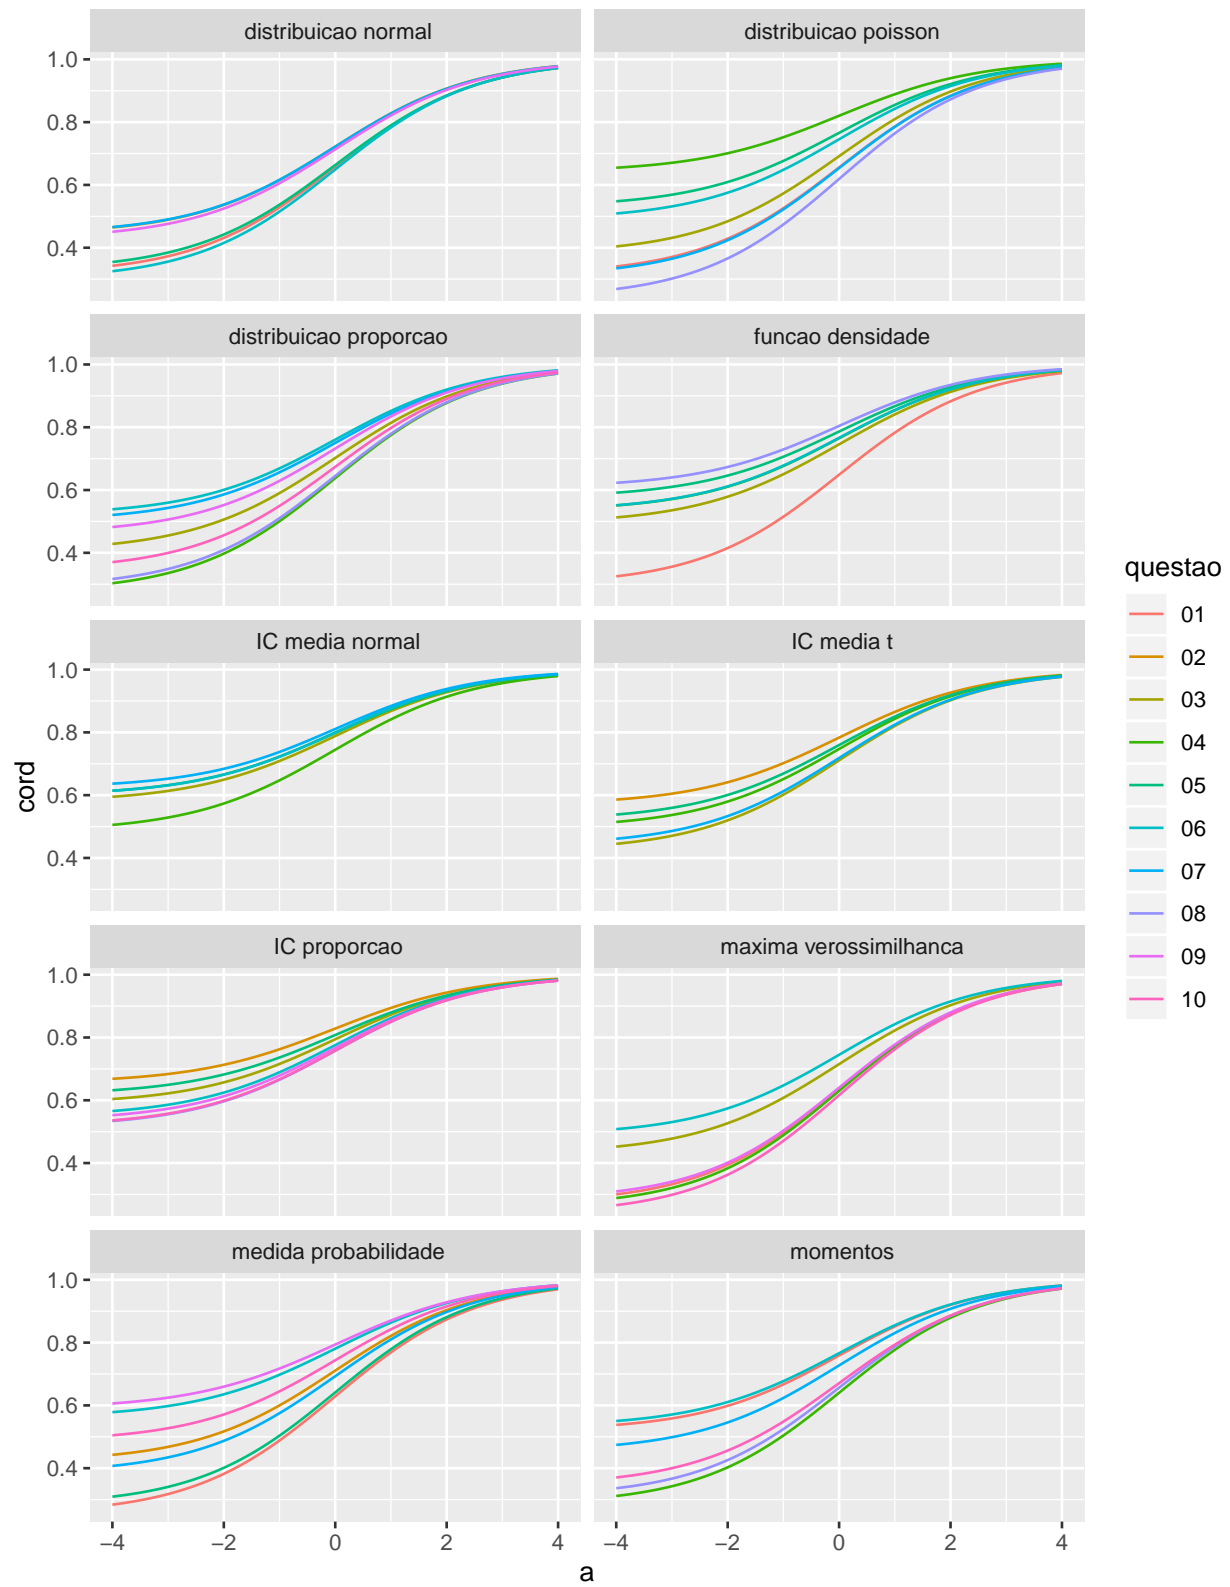 distribuicao normal
distribuicao poisson
1.0
0.8
0.6
0.4
distribuicao proporcao
funcao densidade
1.0
0.8
0.6
0.4
IC media normal
IC media t
1.0
0.8
0.6
0.4
IC proporcao
maxima verossimilhanca
1.0
0.8
0.6
0.4
medida probabilidade
momentos
1.0
0.8
0.6
0.4
−4 −2 0 2 4
−4 −2 0 2 4
a
cord
questao
01
02
03
04
05
06
07
08
09
10